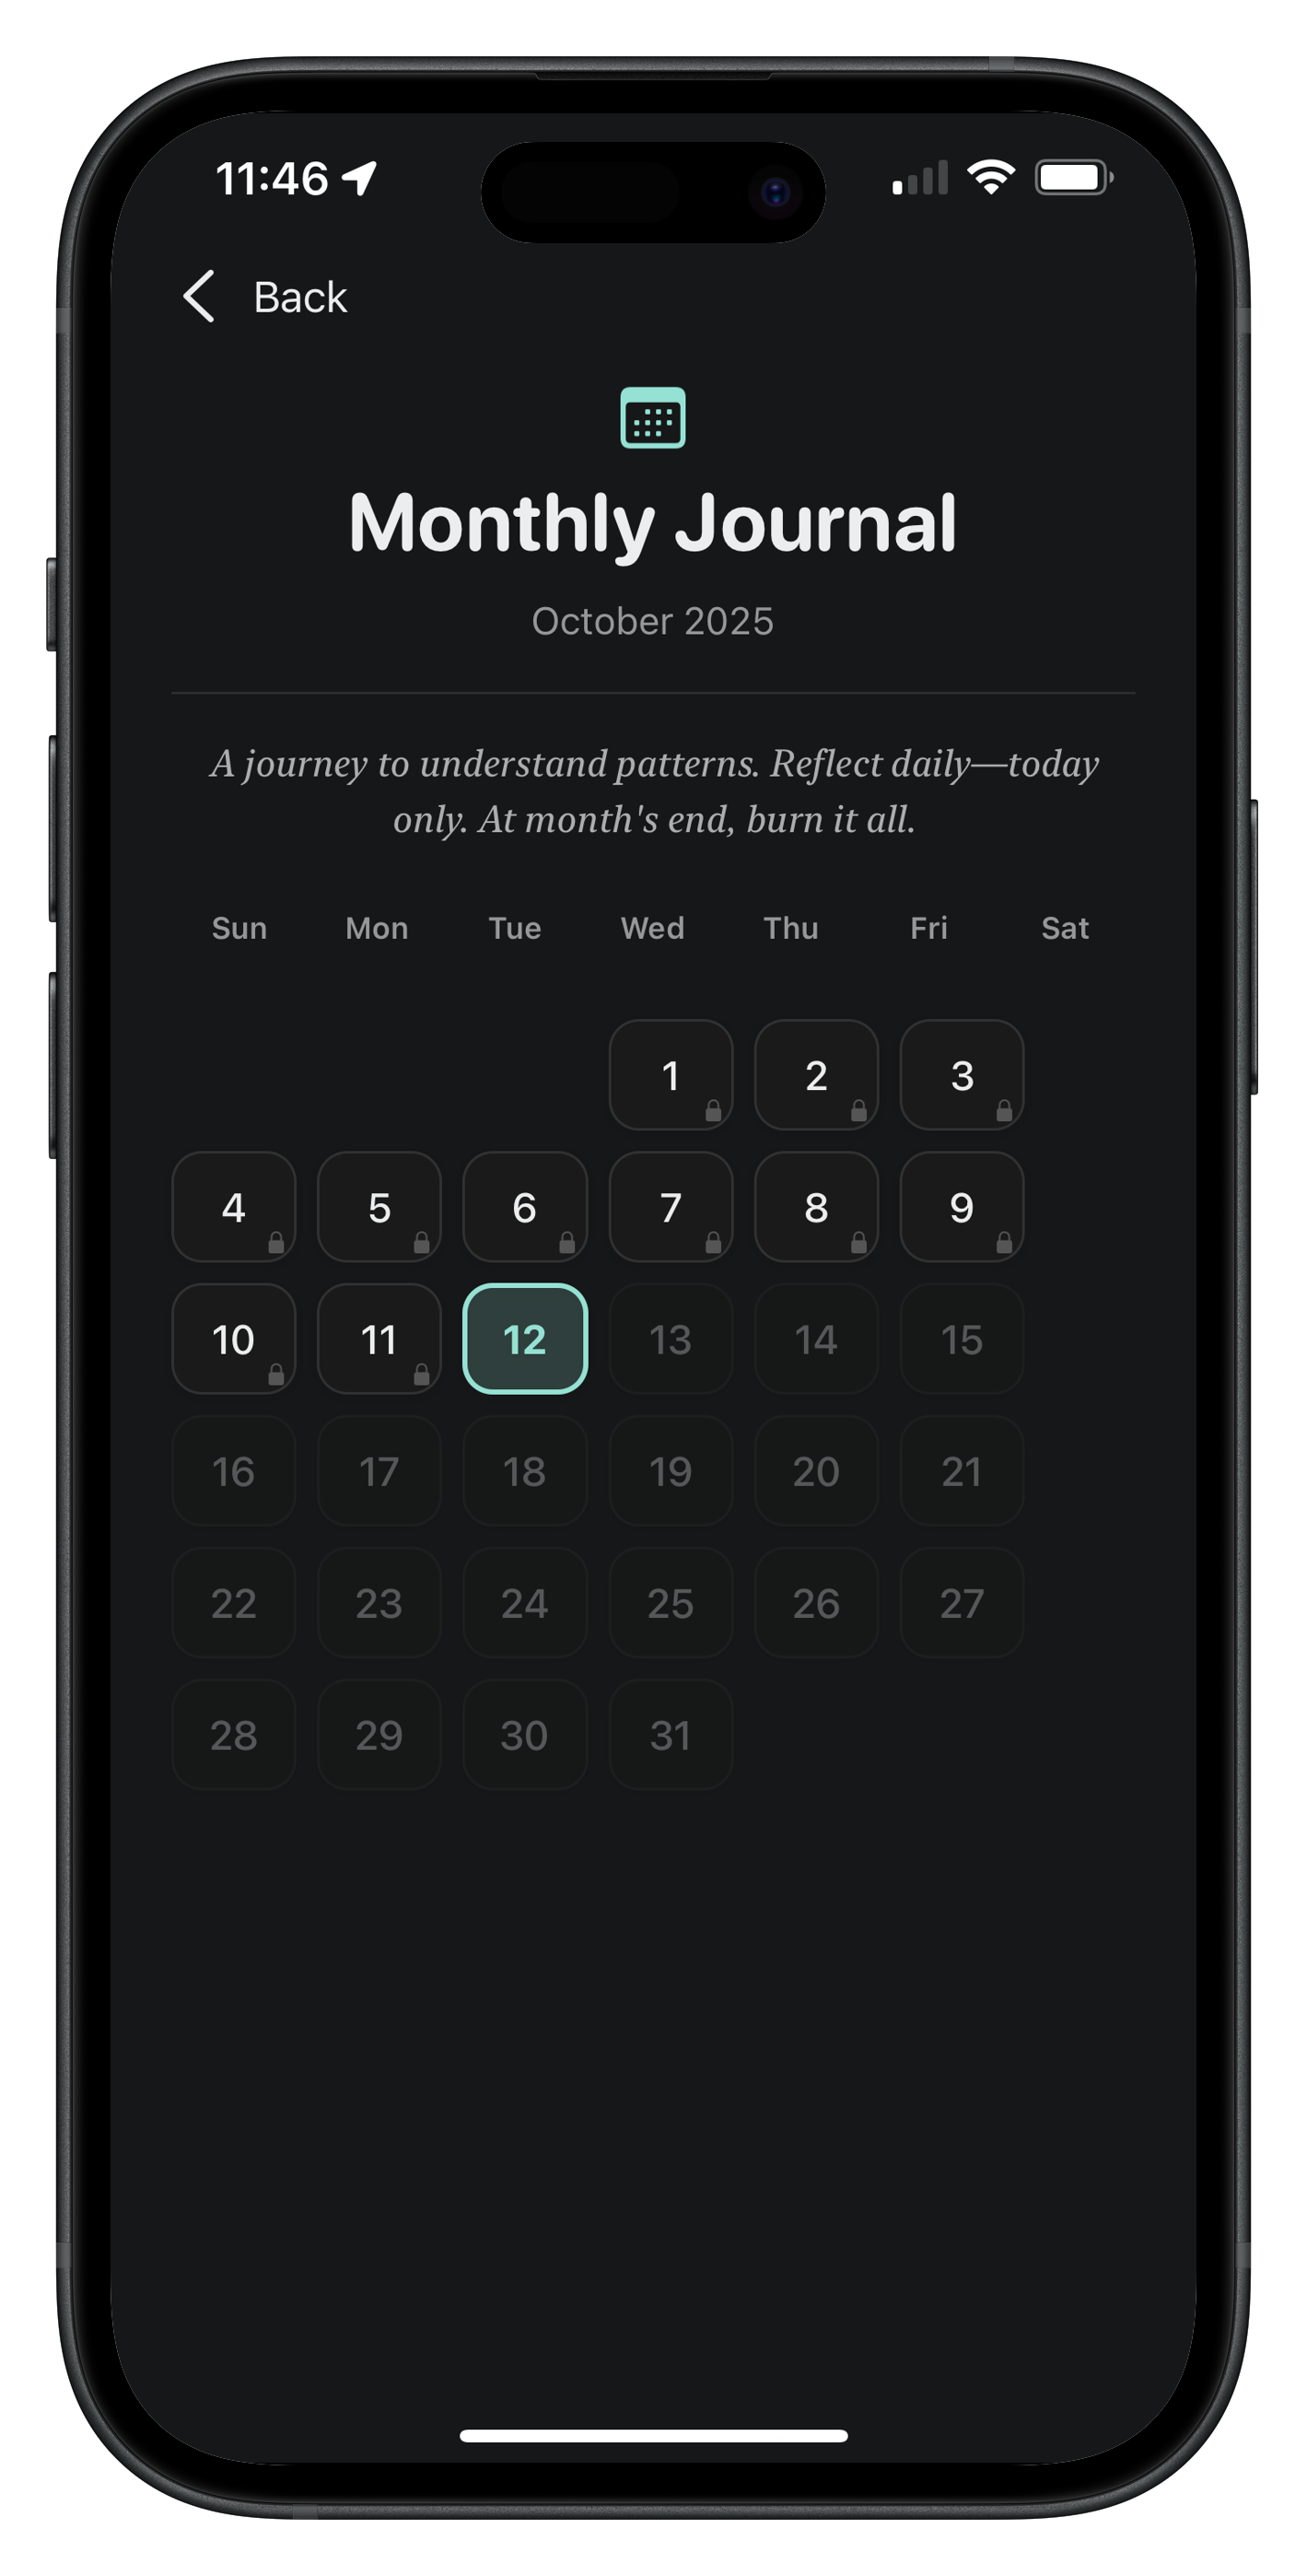 11:46
Back
Monthly Journal
October 2025
A journey to understand patterns. Reflect daily—today
only. At month's end, burn it all.
Sun Mon Tue Wed Thu Fri Sat
1 2 3
4 5 6 7 8 9
10 11 12 13 14 15
16 17 18 19 20 21
22 23 24 25 26 27
28 29 30 31